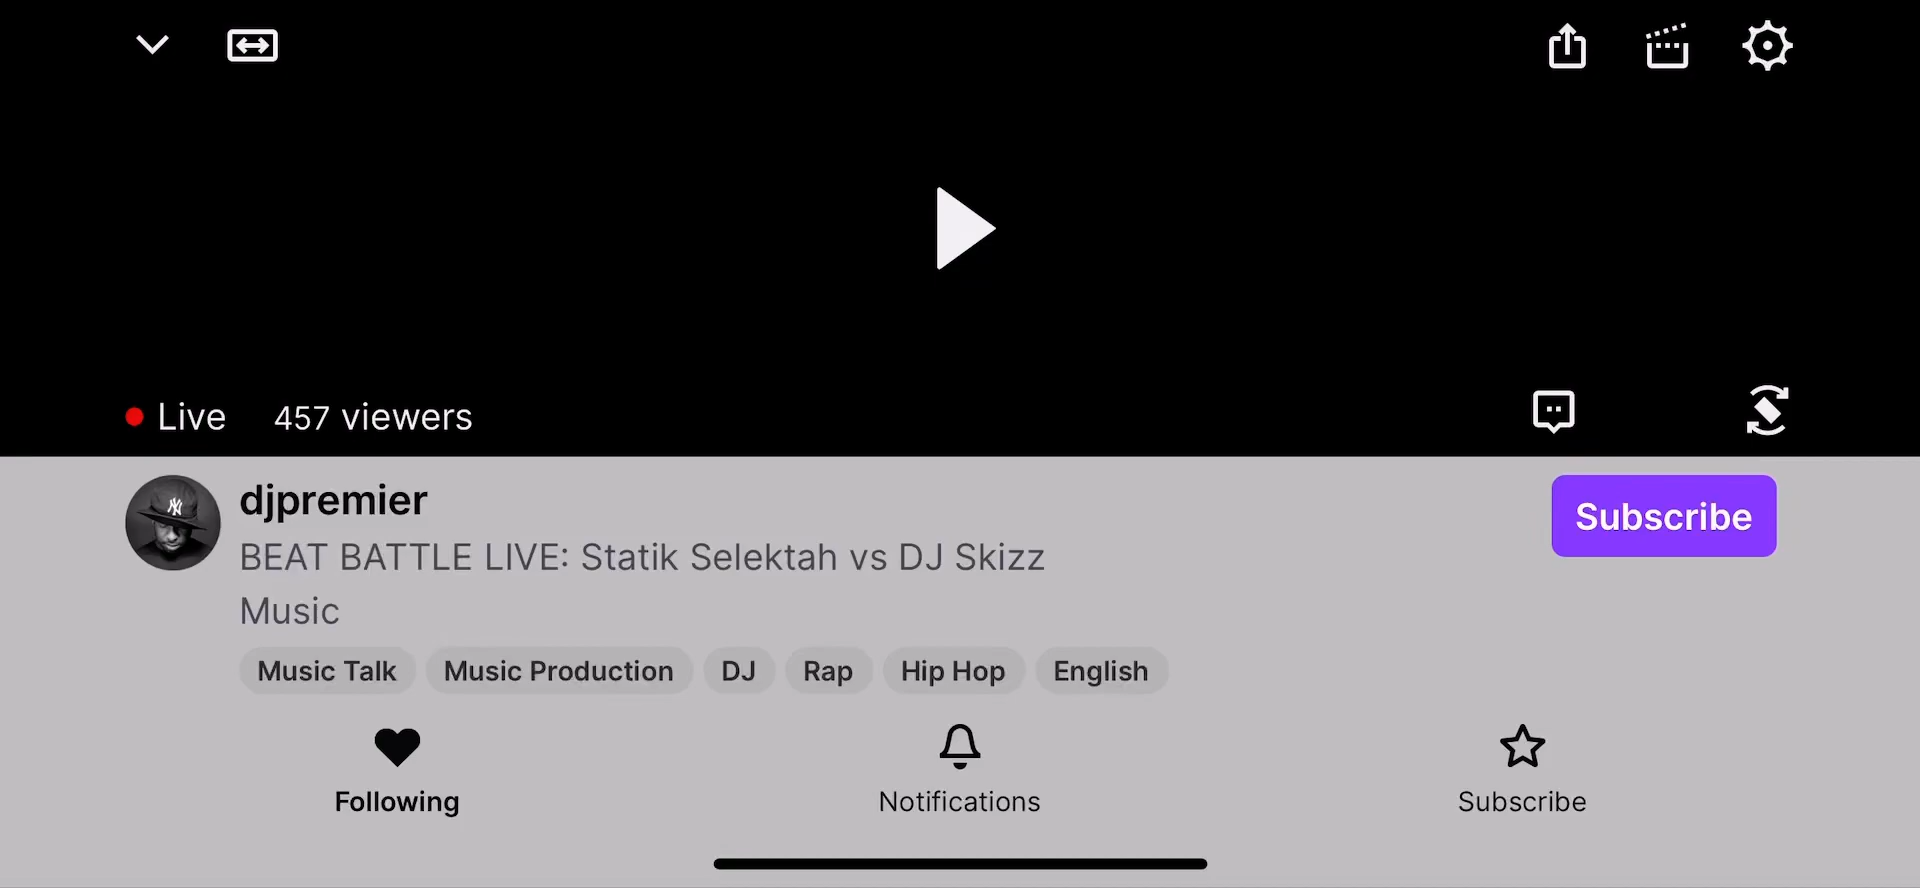 Live 457 viewers
djpremier
Subscribe
BEAT BATTLE LIVE: Statik Selektah vs DJ Skizz
Music
Music Talk Music Production DJ Rap Hip Hop English
Following Notifications Subscribe